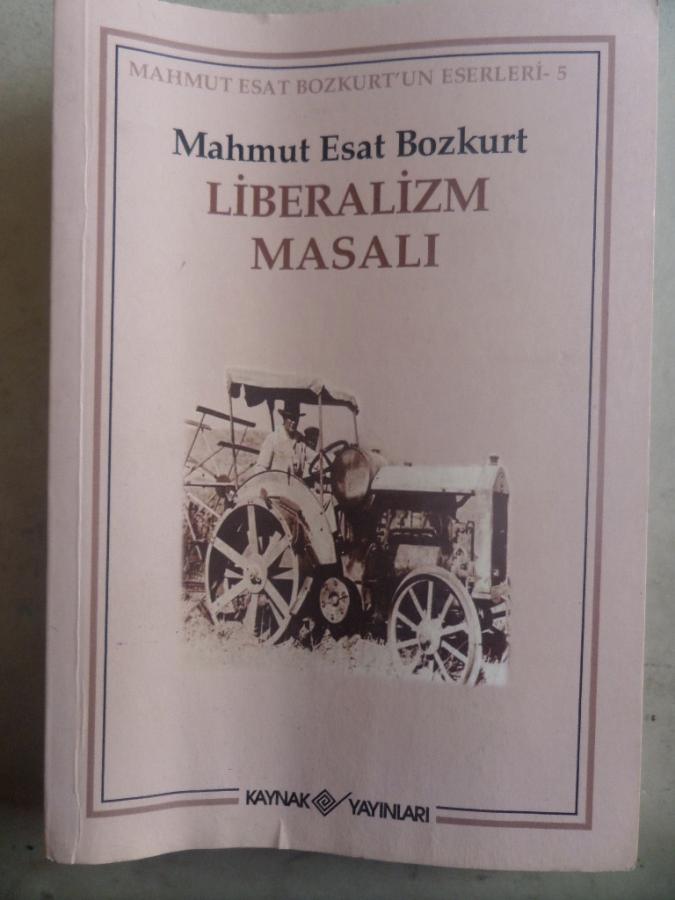 MAHMUT ESAT BOZKURT'UN ESERLERİ- 5
Mahmut Esat Bozkurt
LİBERALİZM
MASALI
KAYNAK YAYINLARI